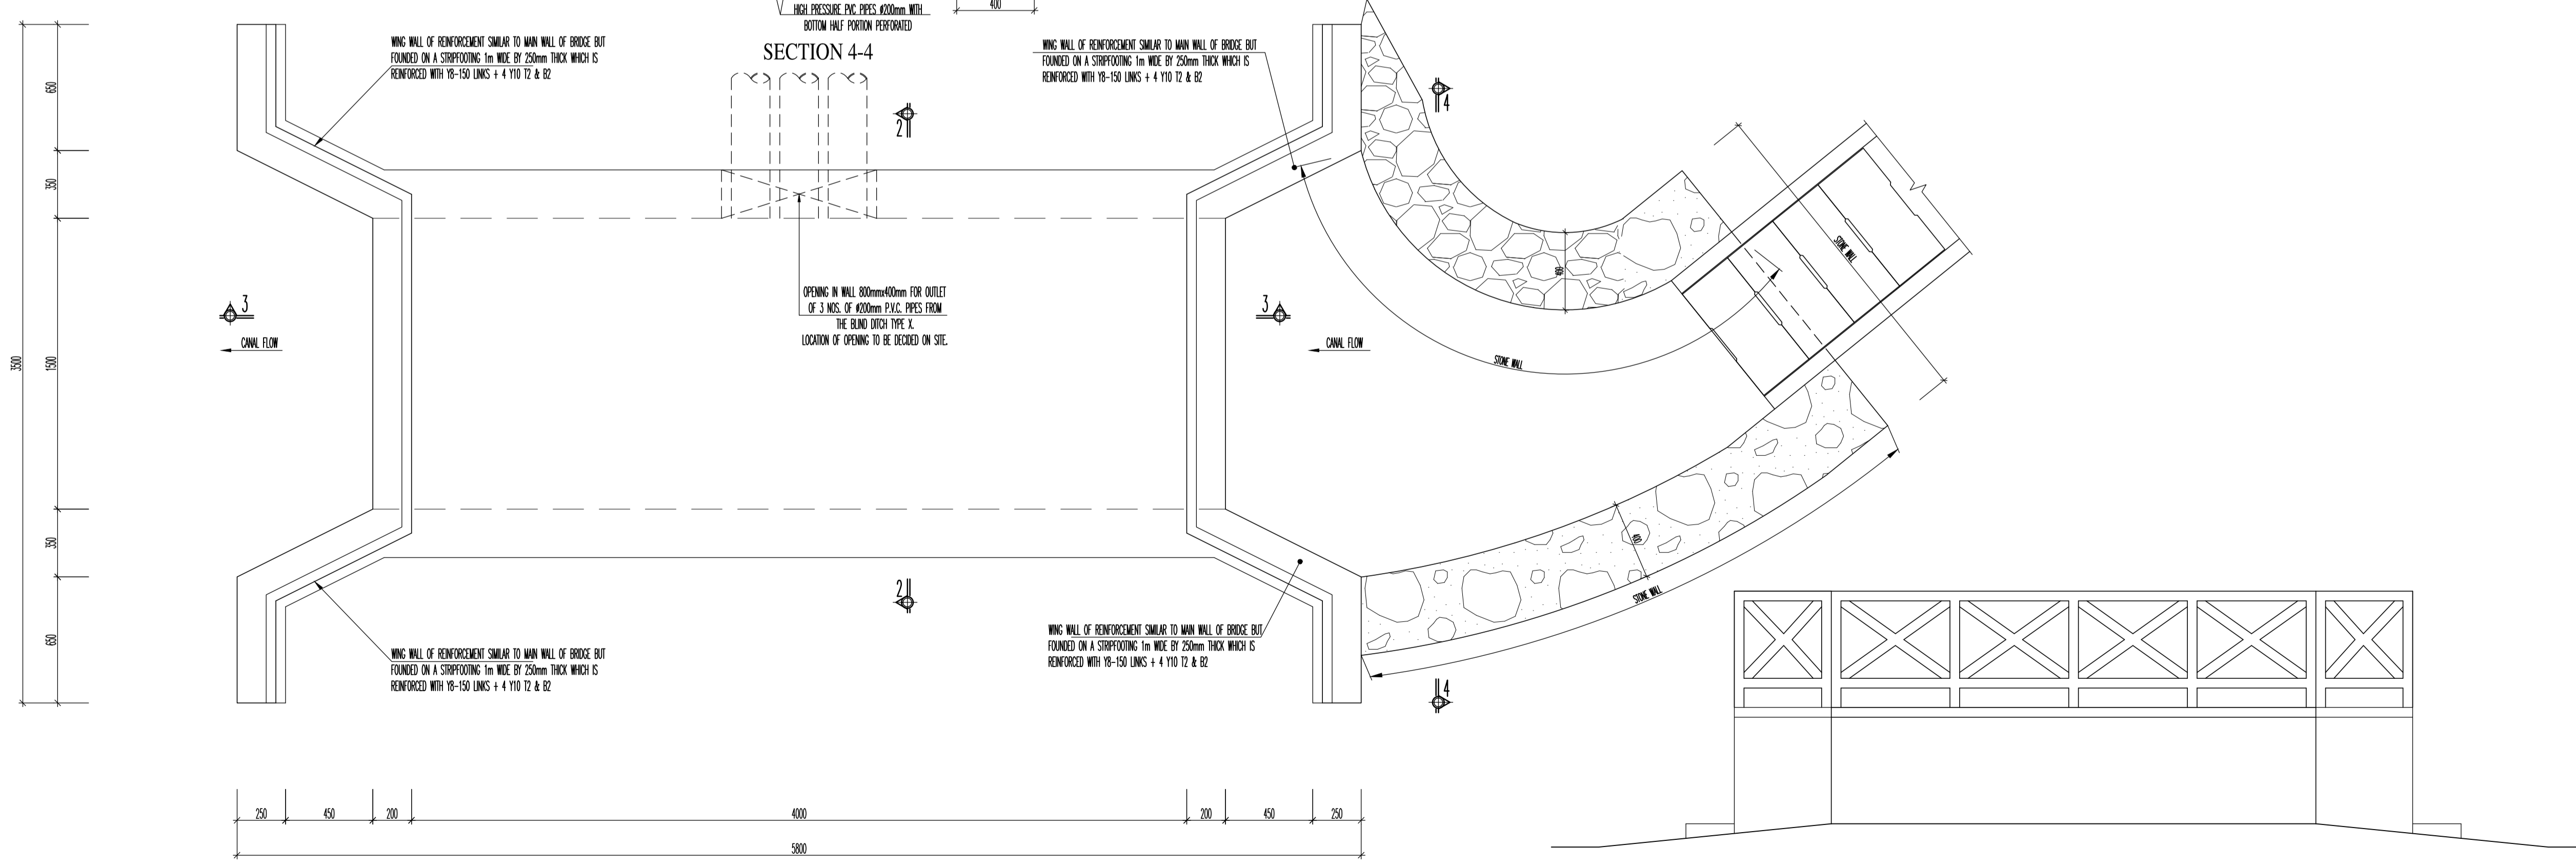 HIGH PRESSURE PVC PIPES ø200mm WITH
BOTTOM HALF PORTION PERFORATED
400
SECTION 4-4
WING WALL OF REINFORCEMENT SIMILAR TO MAIN WALL OF BRIDGE BUT
FOUNDED ON A STRIPFOOTING 1m WIDE BY 250mm THICK WHICH IS
REINFORCED WITH Y8-150 LINKS + 4 Y10 T2 & B2
WING WALL OF REINFORCEMENT SIMILAR TO MAIN WALL OF BRIDGE BUT
FOUNDED ON A STRIPFOOTING 1m WIDE BY 250mm THICK WHICH IS
REINFORCED WITH Y8-150 LINKS + 4 Y10 T2 & B2
2
4
650
350
1500
350
650
3500
3
CANAL FLOW
OPENING IN WALL 800mmx400mm FOR OUTLET
OF 3 NOS. OF ø200mm P.V.C. PIPES FROM
THE BLIND DITCH TYPE X.
LOCATION OF OPENING TO BE DECIDED ON SITE.
3
CANAL FLOW
400
STONE WALL
STONE WALL
400
STONE WALL
2
4
WING WALL OF REINFORCEMENT SIMILAR TO MAIN WALL OF BRIDGE BUT
FOUNDED ON A STRIPFOOTING 1m WIDE BY 250mm THICK WHICH IS
REINFORCED WITH Y8-150 LINKS + 4 Y10 T2 & B2
WING WALL OF REINFORCEMENT SIMILAR TO MAIN WALL OF BRIDGE BUT
FOUNDED ON A STRIPFOOTING 1m WIDE BY 250mm THICK WHICH IS
REINFORCED WITH Y8-150 LINKS + 4 Y10 T2 & B2
250 450 200 4000 200 450 250
5800